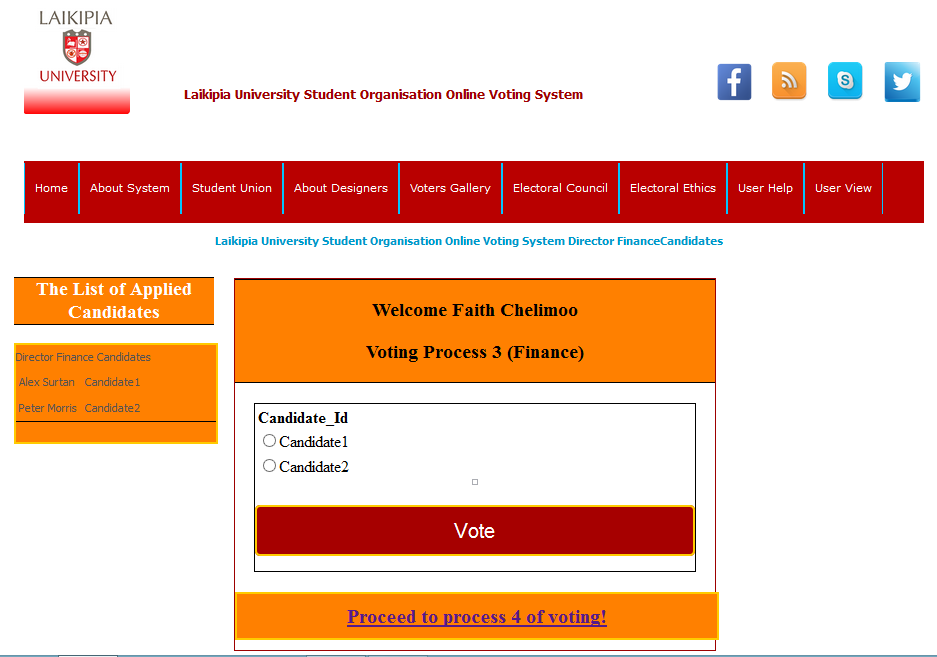 LAIKIPIA
UNIVERSITY
Laikipia University Student Organisation Online Voting System
Home About System Student Union About Designers Voters Gallery Electoral Council Electoral Ethics User Help User View
Laikipia University Student Organisation Online Voting System Director FinanceCandidates
The List of Applied
Candidates
Director Finance Candidates
Alex Surtan Candidate1
Peter Morris Candidate2
Welcome Faith Chelimoo
Voting Process 3 (Finance)
Candidate_Id
Candidate1
Candidate2
Vote
Proceed to process 4 of voting!